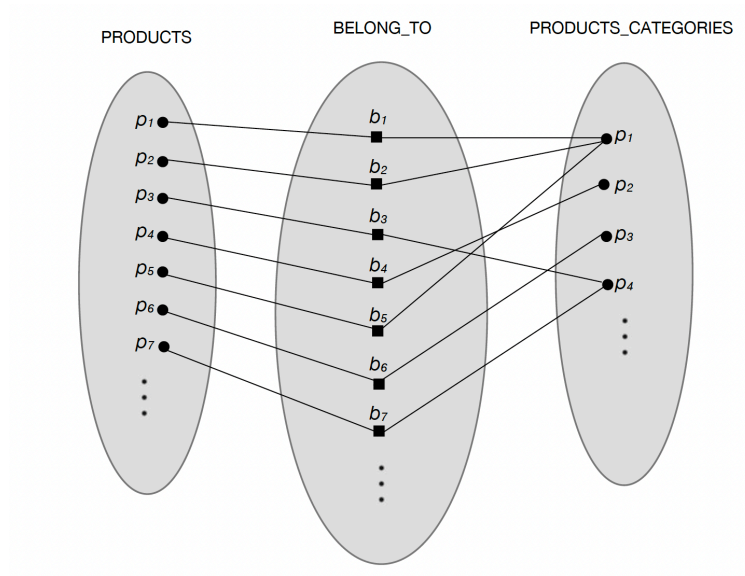 PRODUCTS
BELONG_TO
PRODUCTS_CATEGORIES
p1
p2
p3
p4
p5
p6
p7
b1
b2
b3
b4
b5
b6
b7
p1
p2
p3
p4